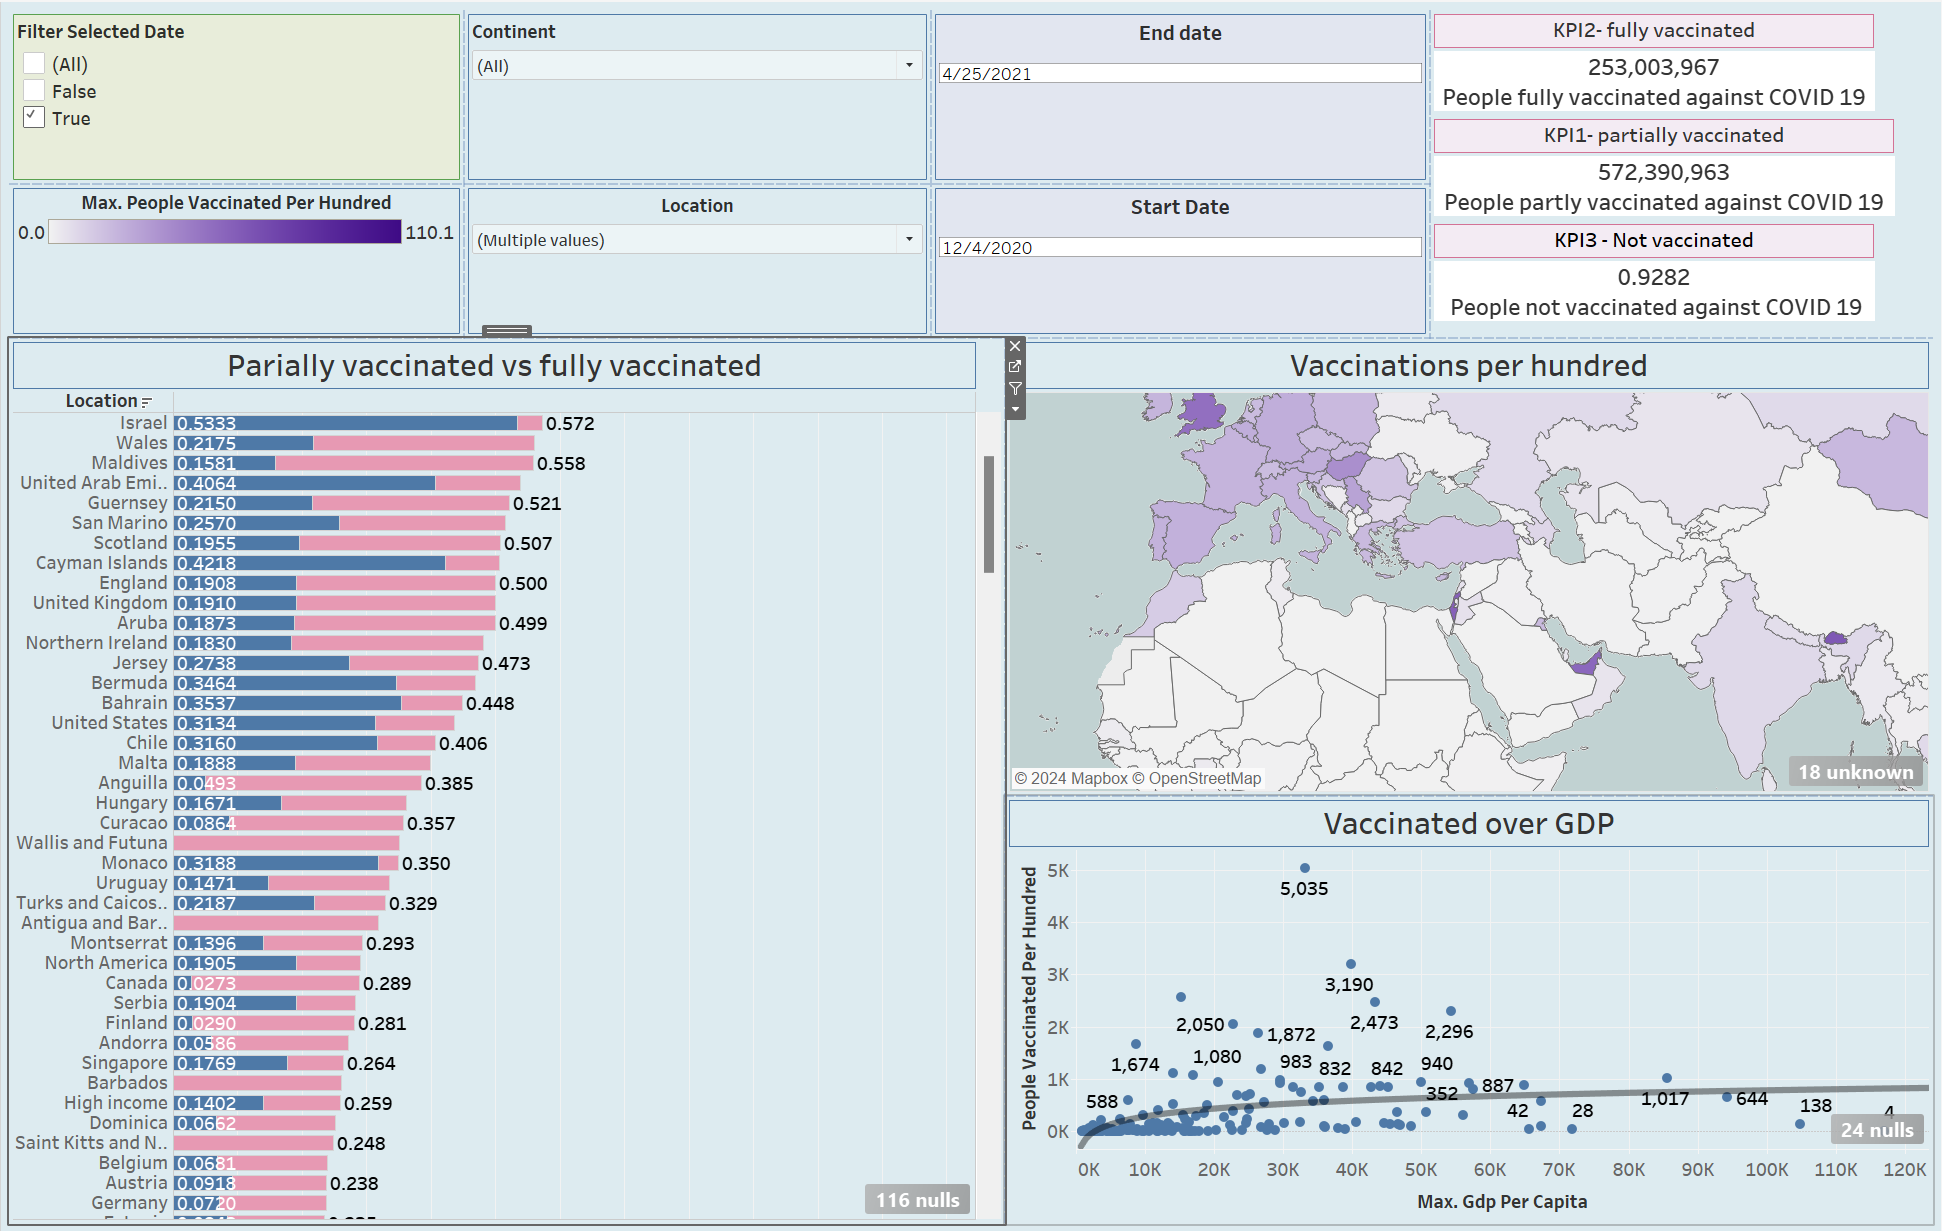 Filter Selected Date
(All)
False
True
Continent
(All)
End date
4/25/2021
KPI2- fully vaccinated
253,003,967
People fully vaccinated against COVID 19
KPI1- partially vaccinated
572,390,963
People partly vaccinated against COVID 19
KPI3 - Not vaccinated
0.9282
People not vaccinated against COVID 19
Max. People Vaccinated Per Hundred
0.0 110.1
Location
(Multiple values)
Start Date
12/4/2020
Parially vaccinated vs fully vaccinated
Location
Israel 0.5333 0.572
Wales 0.2175
Maldives 0.1581 0.558
United Arab Emi.. 0.4064
Guernsey 0.2150 0.521
San Marino 0.2570
Scotland 0.1955 0.507
Cayman Islands 0.4218
England 0.1908 0.500
United Kingdom 0.1910
Aruba 0.1873 0.499
Northern Ireland 0.1830
Jersey 0.2738 0.473
Bermuda 0.3464
Bahrain 0.3537 0.448
United States 0.3134
Chile 0.3160 0.406
Malta 0.1888
Anguilla 0.0493 0.385
Hungary 0.1671
Curacao 0.0864 0.357
Wallis and Futuna
Monaco 0.3188 0.350
Uruguay 0.1471
Turks and Caicos.. 0.2187 0.329
Antigua and Bar..
Montserrat 0.1396 0.293
North America 0.1905
Canada 0.0273 0.289
Serbia 0.1904
Finland 0.0290 0.281
Andorra 0.0586
Singapore 0.1769 0.264
Barbados
High income 0.1402 0.259
Dominica 0.0662
Saint Kitts and N.. 0.248
Belgium 0.0681
Austria 0.0918 0.238
Germany 0.0720
116 nulls
Vaccinations per hundred
© 2024 Mapbox © OpenStreetMap
18 unknown
Vaccinated over GDP
People Vaccinated Per Hundred
5K
4K
3K
2K
1K
0K
5,035
3,190
2,473
2,296
2,050
1,872
1,674
1,080
983
832
842
940
588
352
887
42
28
1,017
644
138
4
24 nulls
0K 10K 20K 30K 40K 50K 60K 70K 80K 90K 100K 110K 120K
Max. Gdp Per Capita